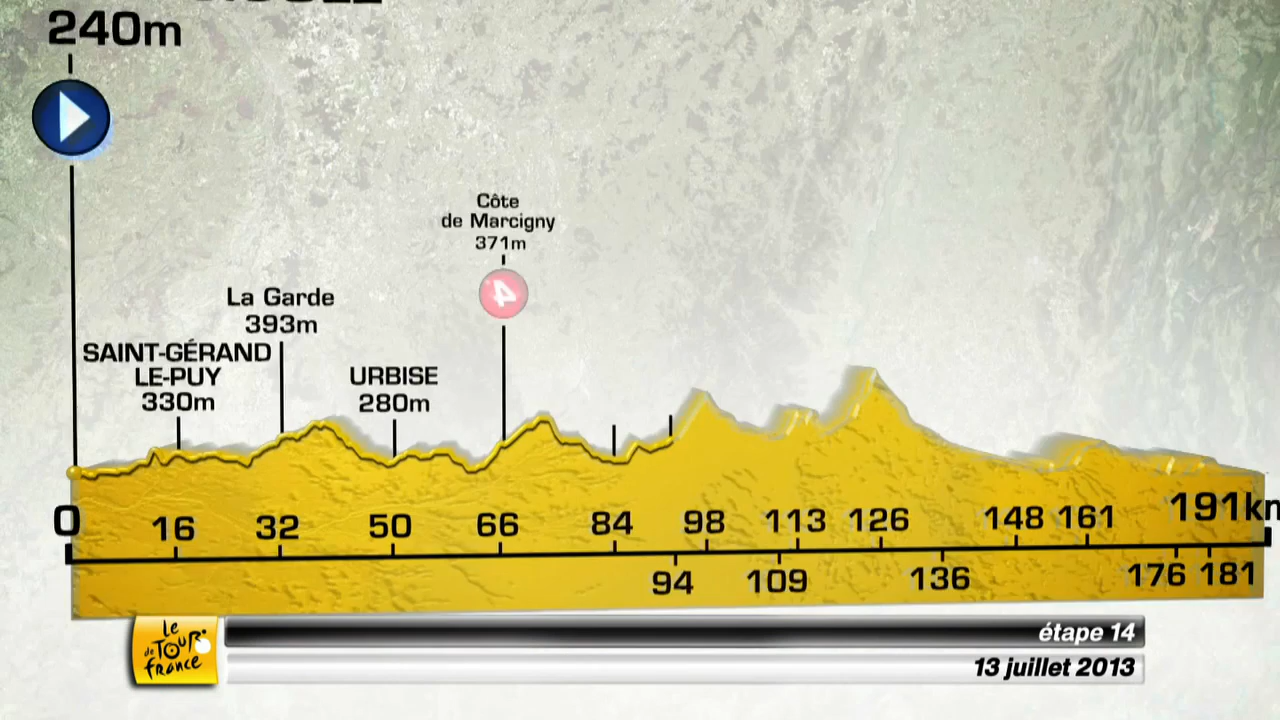 240m
Côte
de Marcigny
371m
4
La Garde
393m
SAINT-GÉRAND
LE-PUY
330m
URBISE
280m
0 16 32 50 66 84 98 113 126 148 161 191km
94 109 136 176 181
le
de TOUR
france
étape 14
13 juillet 2013